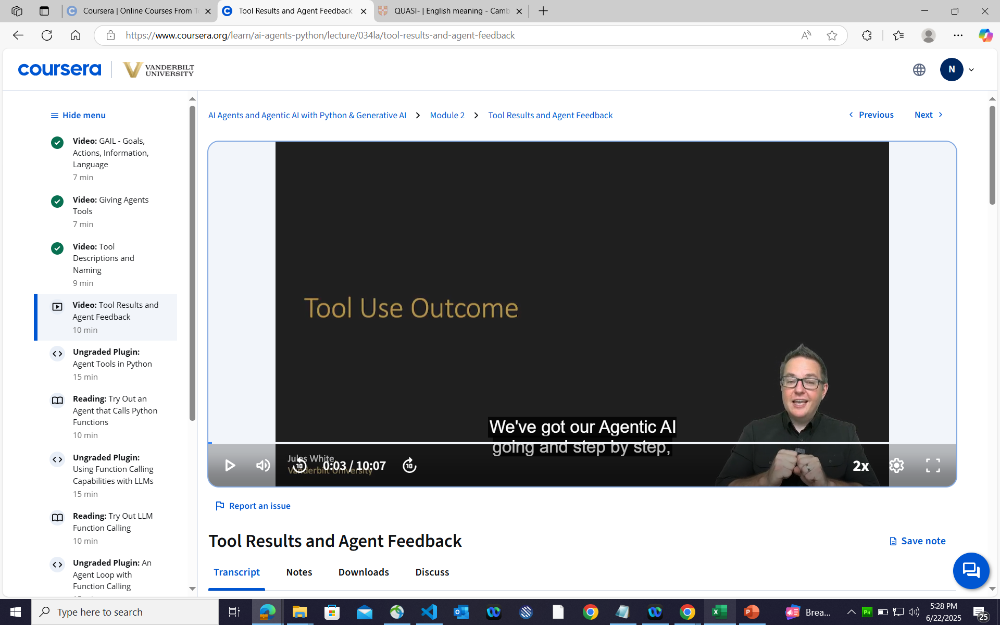 Coursera | Online Courses From T
Tool Results and Agent Feedback
QUASI- | English meaning - Camb
https://www.coursera.org/learn/ai-agents-python/lecture/034la/tool-results-and-agent-feedback
coursera
VANDERBILT
UNIVERSITY
N
Hide menu
Video: GAIL - Goals,
Actions, Information,
Language
7 min
Video: Giving Agents
Tools
7 min
Video: Tool
Descriptions and
Naming
9 min
Video: Tool Results and
Agent Feedback
10 min
Ungraded Plugin:
Agent Tools in Python
15 min
Reading: Try Out an
Agent that Calls Python
Functions
10 min
Ungraded Plugin:
Using Function Calling
Capabilities with LLMs
15 min
Reading: Try Out LLM
Function Calling
10 min
Ungraded Plugin: An
Agent Loop with
Function Calling
AI Agents and Agentic AI with Python & Generative AI
Module 2
Tool Results and Agent Feedback
Previous
Next
Tool Use Outcome
We've got our Agentic AI
going and step by step,
Jules White
Vanderbilt University
10
0:03 / 10:07
10
2x
Report an issue
Tool Results and Agent Feedback
Save note
Transcript
Notes
Downloads
Discuss
Type here to search
Brea...
5:28 PM
6/22/2025
25